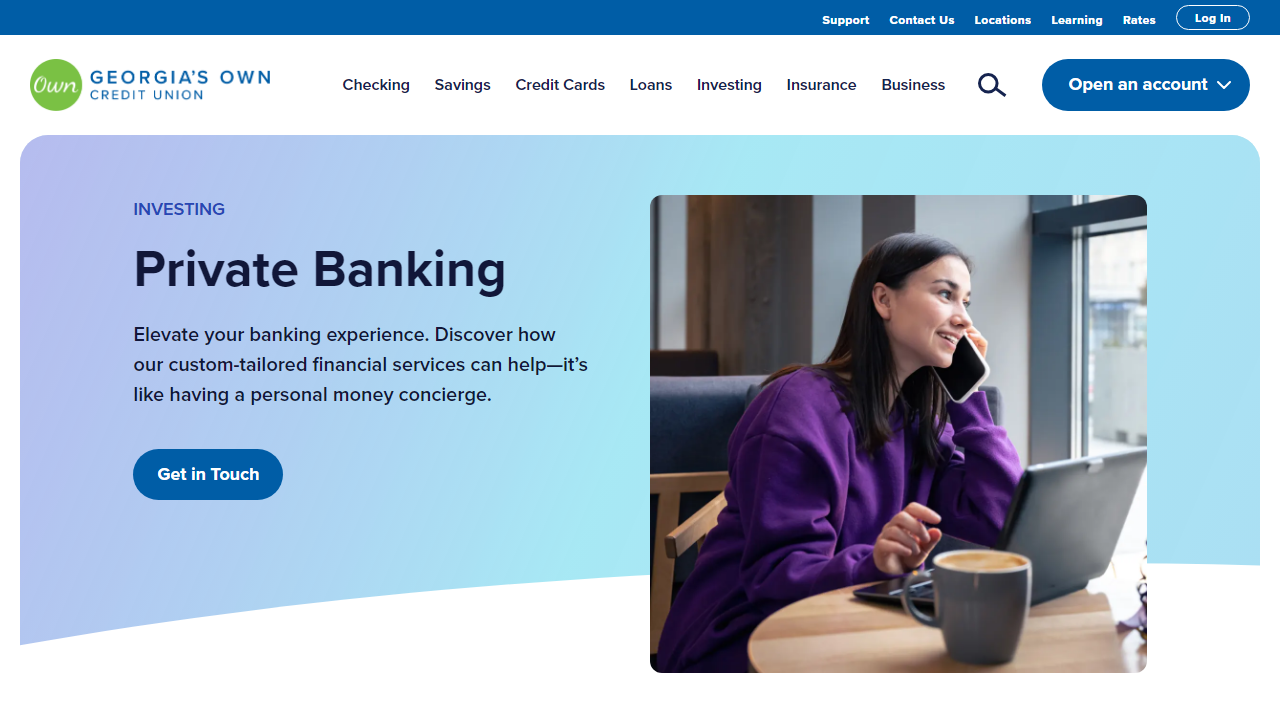 Support Contact Us Locations Learning Rates Log In
Own GEORGIA'S OWN
CREDIT UNION
Checking Savings Credit Cards Loans Investing Insurance Business Open an account
INVESTING
Private Banking
Elevate your banking experience. Discover how
our custom-tailored financial services can help—it's
like having a personal money concierge.
Get in Touch